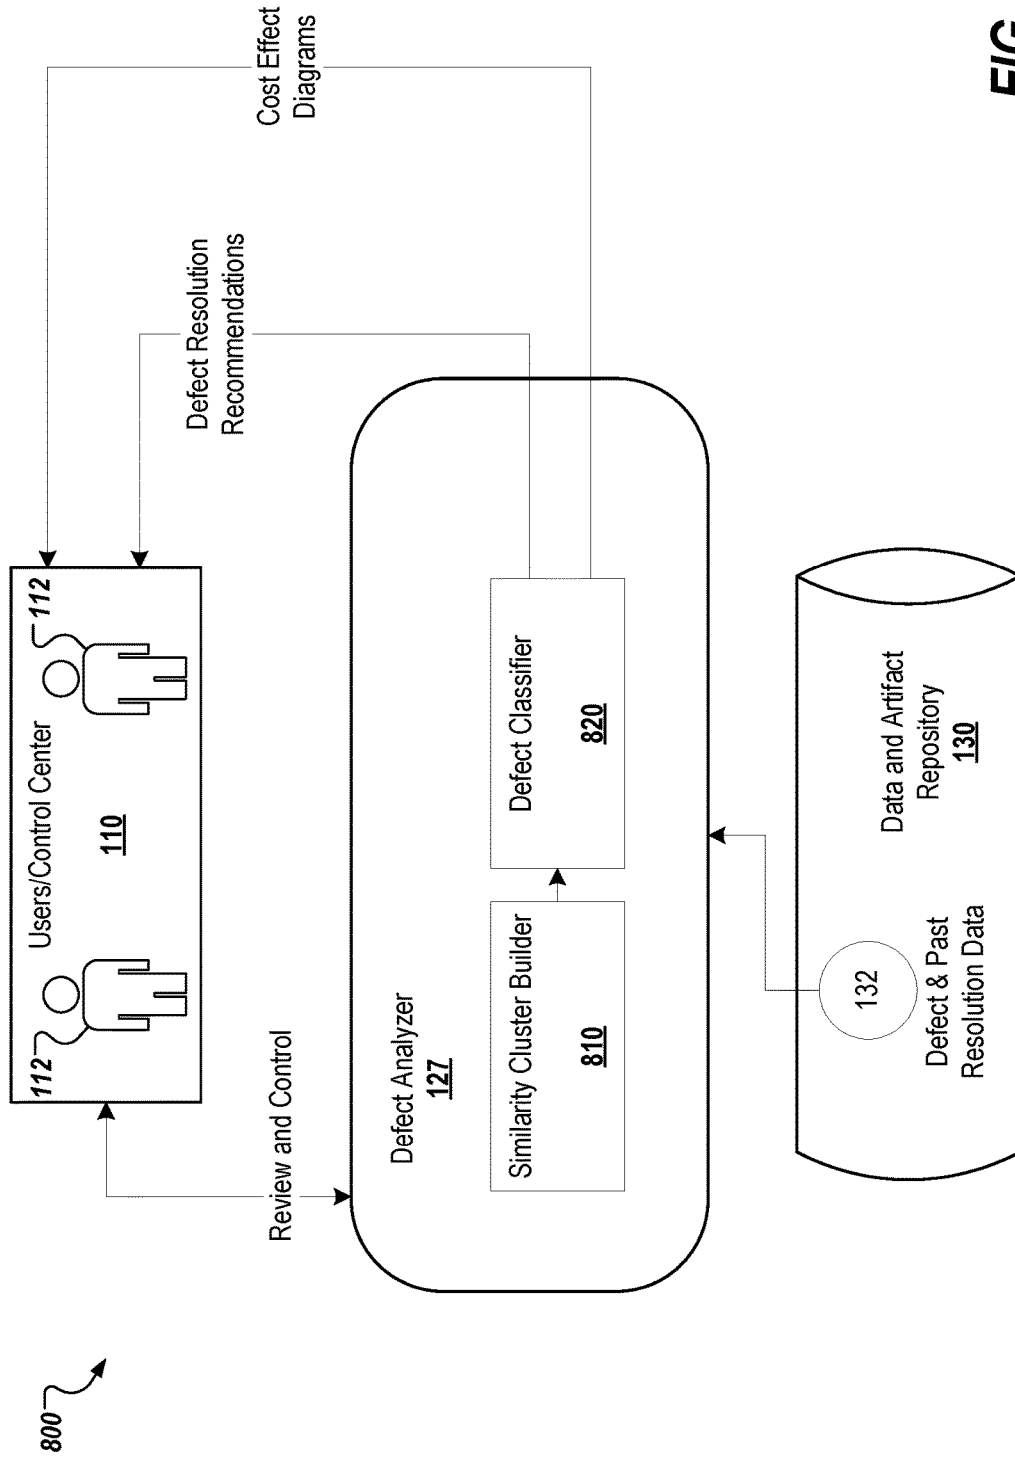 800
112
Users/Control Center
110
112
Review and Control
Defect Resolution
Recommendations
Cost Effect
Diagrams
Defect Analyzer
127
Similarity Cluster Builder
810
Defect Classifier
820
132
Defect & Past
Resolution Data
Data and Artifact
Repository
130
FIG